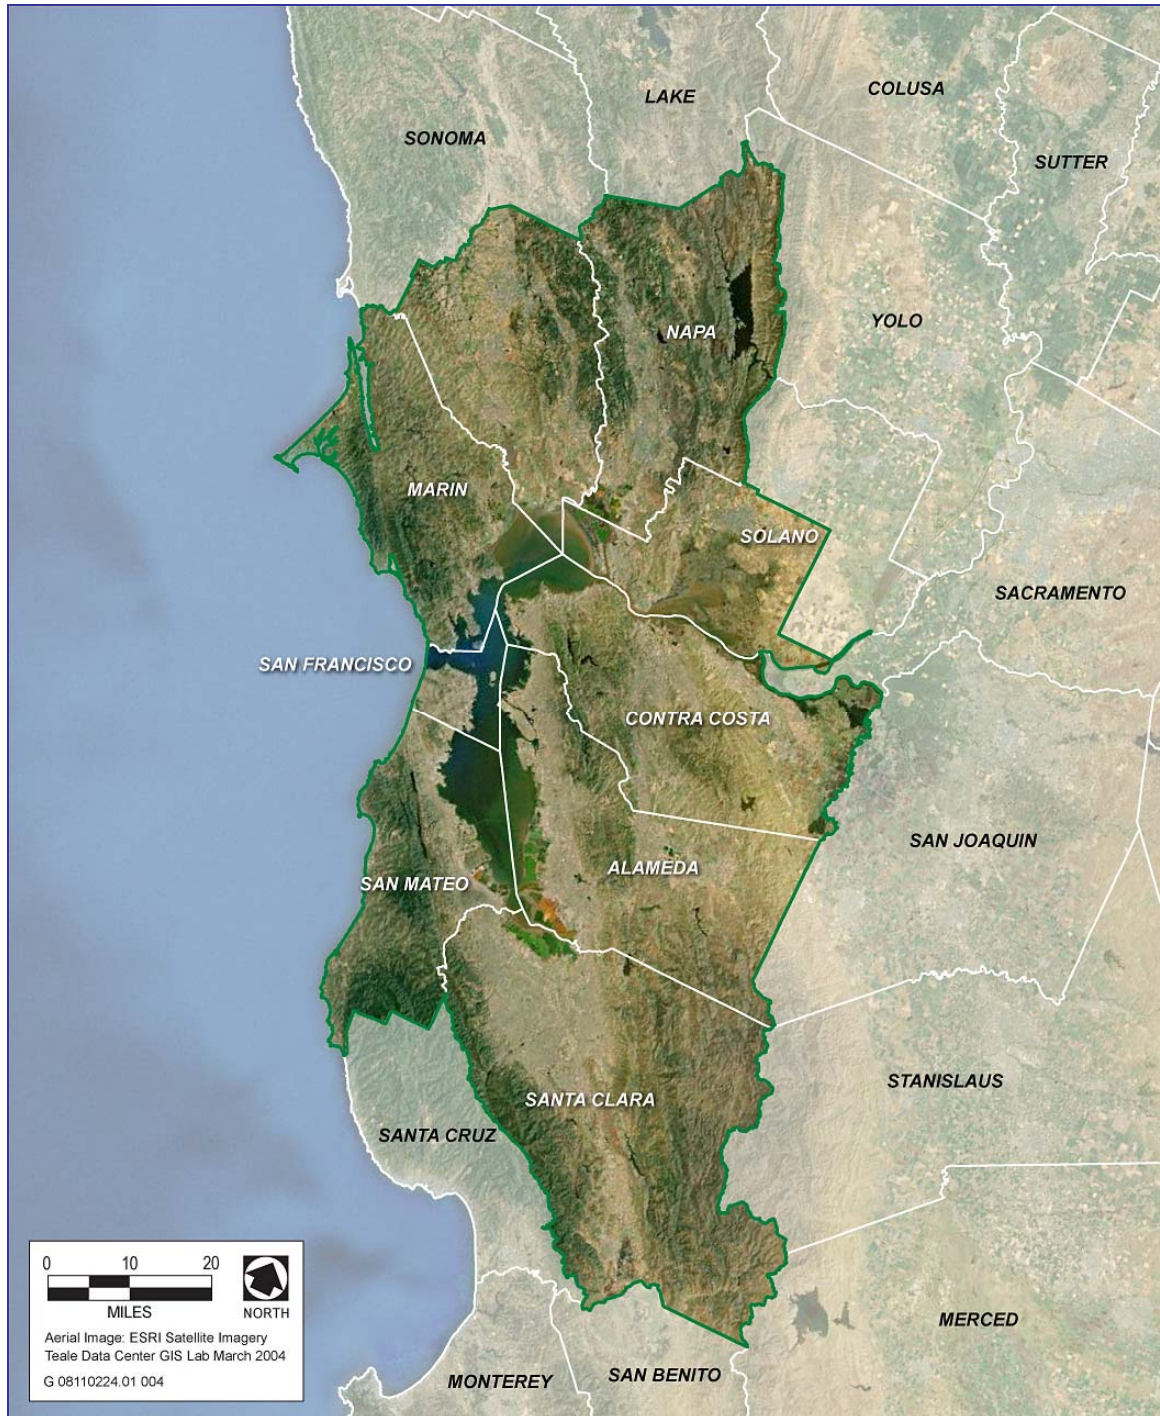 LAKE
COLUSA
SONOMA
SUTTER
NAPA
YOLO
MARIN
SOLANO
SACRAMENTO
SAN FRANCISCO
CONTRA COSTA
SAN JOAQUIN
ALAMEDA
SAN MATEO
STANISLAUS
SANTA CLARA
SANTA CRUZ
MERCED
SAN BENITO
MONTEREY
0 10 20
MILES
NORTH
Aerial Image: ESRI Satellite Imagery
Teale Data Center GIS Lab March 2004
G 08110224.01 004